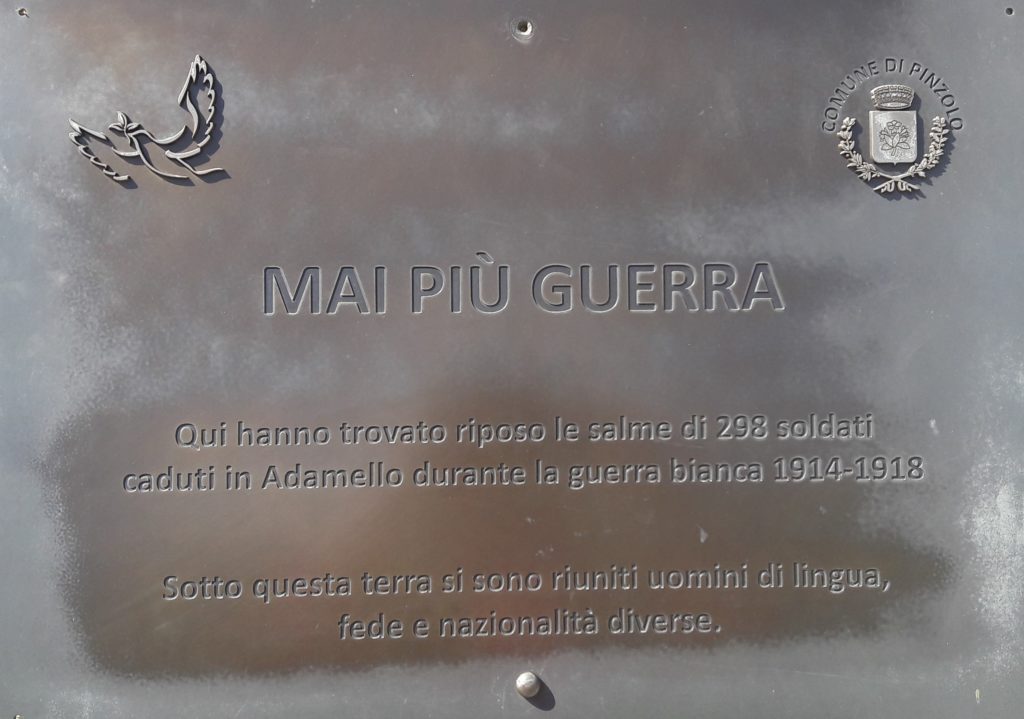 COMUNE DI PINZOLO
MAI PIÙ GUERRA
Qui hanno trovato riposo le salme di 298 soldati
caduti in Adamello durante la guerra bianca 1914-1918
Sotto questa terra si sono riuniti uomini di lingua,
fede e nazionalità diverse.